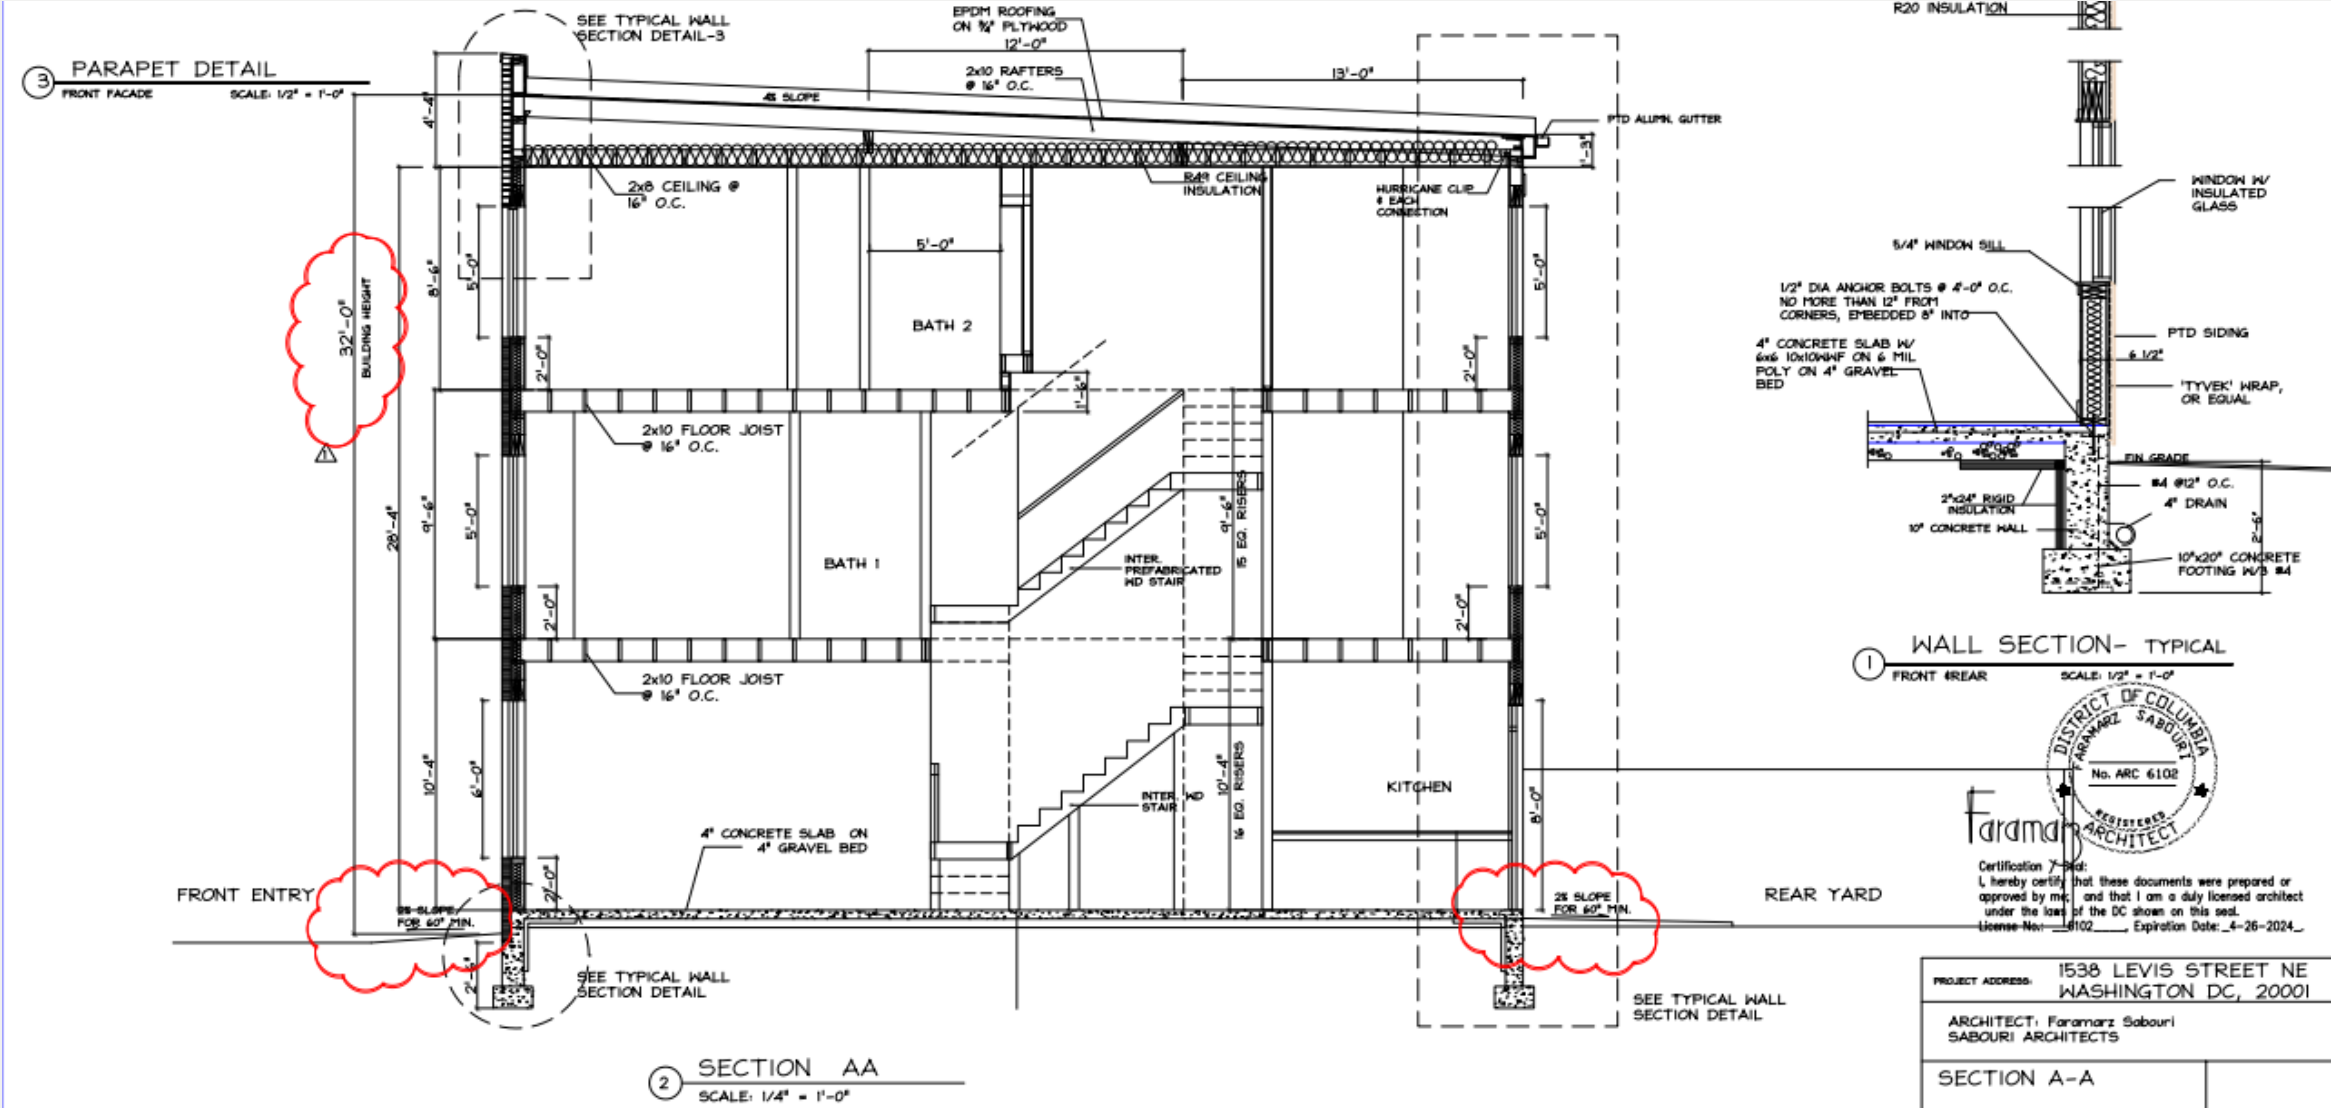 SEE TYPICAL WALL
SECTION DETAIL-3
EPDM ROOFING
ON ¾" PLYWOOD
12'-0"
2x10 RAFTERS
@ 16" O.C.
13'-0"
4% SLOPE
PTD ALUMN. GUTTER
3 PARAPET DETAIL
FRONT FACADE SCALE: 1/2" = 1'-0"
4'-4"
1'-3"
2x8 CEILING @
16" O.C.
R49 CEILING
INSULATION
HURRICANE CLIP
@ EACH
CONNECTION
5'-0"
8'-6"
5'-0"
5'-0"
BATH 2
32'-0"
BUILDING HEIGHT
1
2'-0"
2'-0"
1'-6"
2x10 FLOOR JOIST
@ 16" O.C.
28'-4"
9'-6"
5'-0"
BATH 1
INTER.
PREFABRICATED
WD STAIR
9'-6"
15 EQ. RISERS
5'-0"
2'-0"
2'-0"
2x10 FLOOR JOIST
@ 16" O.C.
10'-4"
6'-0"
INTER. WD
STAIR
10'-4"
16 EQ. RISERS
KITCHEN
8'-0"
4" CONCRETE SLAB ON
4" GRAVEL BED
2'-0"
FRONT ENTRY
2% SLOPE
FOR 60" MIN.
2% SLOPE
FOR 60" MIN.
REAR YARD
SEE TYPICAL WALL
SECTION DETAIL
SEE TYPICAL WALL
SECTION DETAIL
2 SECTION AA
SCALE: 1/4" = 1'-0"
R20 INSULATION
WINDOW W/
INSULATED
GLASS
5/4" WINDOW SILL
1/2" DIA ANCHOR BOLTS @ 4'-0" O.C.
NO MORE THAN 12" FROM
CORNERS, EMBEDDED 8" INTO
PTD SIDING
6 1/2"
4" CONCRETE SLAB W/
6x6 10x10WWF ON 6 MIL
POLY ON 4" GRAVEL
BED
'TYVEK' WRAP,
OR EQUAL
FIN GRADE
#4 @12" O.C.
2"x24" RIGID
INSULATION
4" DRAIN
10" CONCRETE WALL
2'-6"
10"x20" CONCRETE
FOOTING W/3 #4
1 WALL SECTION- TYPICAL
FRONT &REAR SCALE: 1/2" = 1'-0"
DISTRICT OF COLUMBIA
FARAMARZ SABOURI
No. ARC 6102
REGISTERED
ARCHITECT
Certification
I, hereby certify that these documents were prepared or
approved by me, and that I am a duly licensed architect
under the laws of the DC shown on this seal.
License No: 6102, Expiration Date: 4-26-2024
PROJECT ADDRESS: 1538 LEVIS STREET NE
WASHINGTON DC, 20001
ARCHITECT: Faramarz Sabouri
SABOURI ARCHITECTS
SECTION A-A